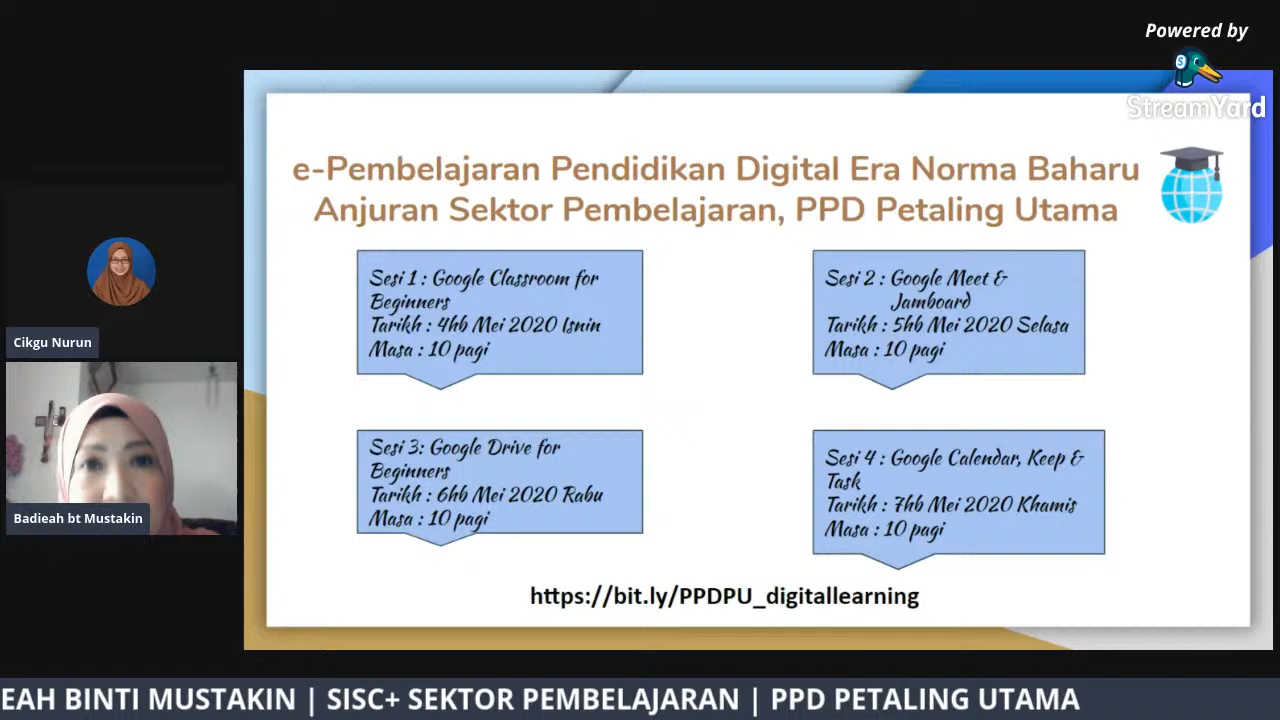 Powered by
StreamYard
e-Pembelajaran Pendidikan Digital Era Norma Baharu
Anjuran Sektor Pembelajaran, PPD Petaling Utama
Sesi 1 : Google Classroom for
Beginners
Tarikh : 4hb Mei 2020 Isnin
Masa : 10 pagi
Sesi 2 : Google Meet &
Jamboard
Tarikh : 5hb Mei 2020 Selasa
Masa : 10 pagi
Sesi 3: Google Drive for
Beginners
Tarikh : 6hb Mei 2020 Rabu
Masa : 10 pagi
Sesi 4 : Google Calendar, Keep &
Task
Tarikh : 7hb Mei 2020 Khamis
Masa : 10 pagi
https://bit.ly/PPDPU_digitallearning
Cikgu Nurun
Badieah bt Mustakin
EAH BINTI MUSTAKIN | SISC+ SEKTOR PEMBELAJARAN | PPD PETALING UTAMA